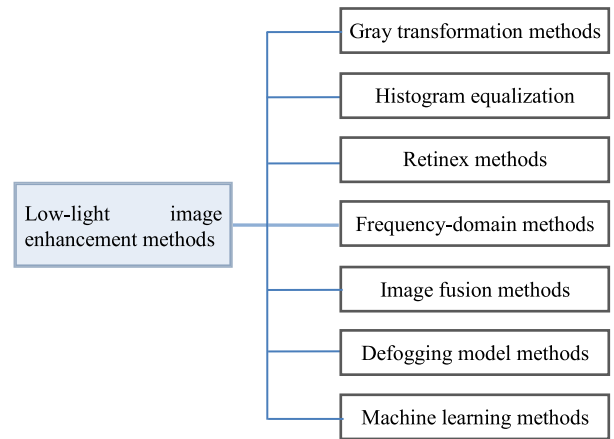 Gray transformation methods
Histogram equalization
Retinex methods
Low-light image
enhancement methods
Frequency-domain methods
Image fusion methods
Defogging model methods
Machine learning methods